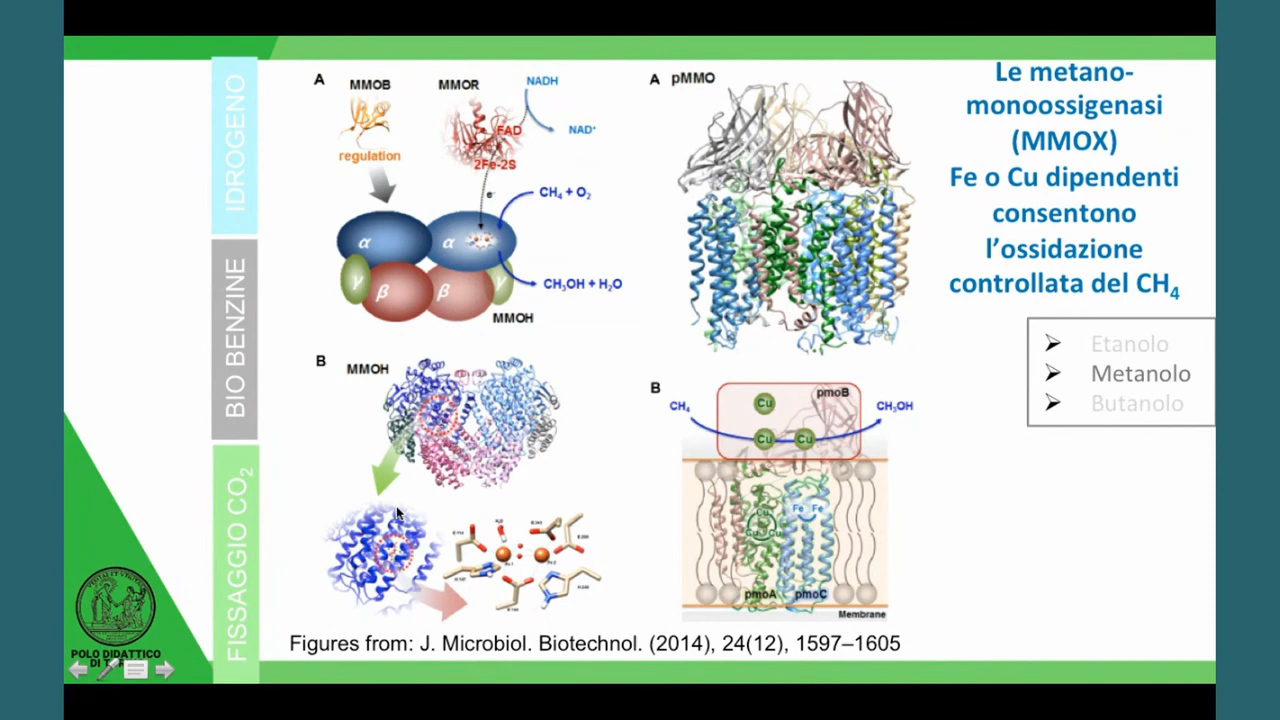 IDROGENO
BIO BENZINE
FISSAGGIO CO₂
A
MMOB
MMOR
NADH
FAD
NAD⁺
regulation
2Fe-2S
e⁻
CH₄ + O₂
α
α
γ
β
β
γ
CH₃OH + H₂O
MMOH
B
MMOH
A
pMMO
B
pmoB
CH₄
Cu
CH₃OH
Cu
Cu
Cu
Cu
Cu
Fe
Fe
pmoA
pmoC
Membrane
Le metano-
monoossigenasi
(MMOX)
Fe o Cu dipendenti
consentono
l’ossidazione
controllata del CH₄
Etanolo
Metanolo
Butanolo
Figures from: J. Microbiol. Biotechnol. (2014), 24(12), 1597–1605
POLO DIDATTICO